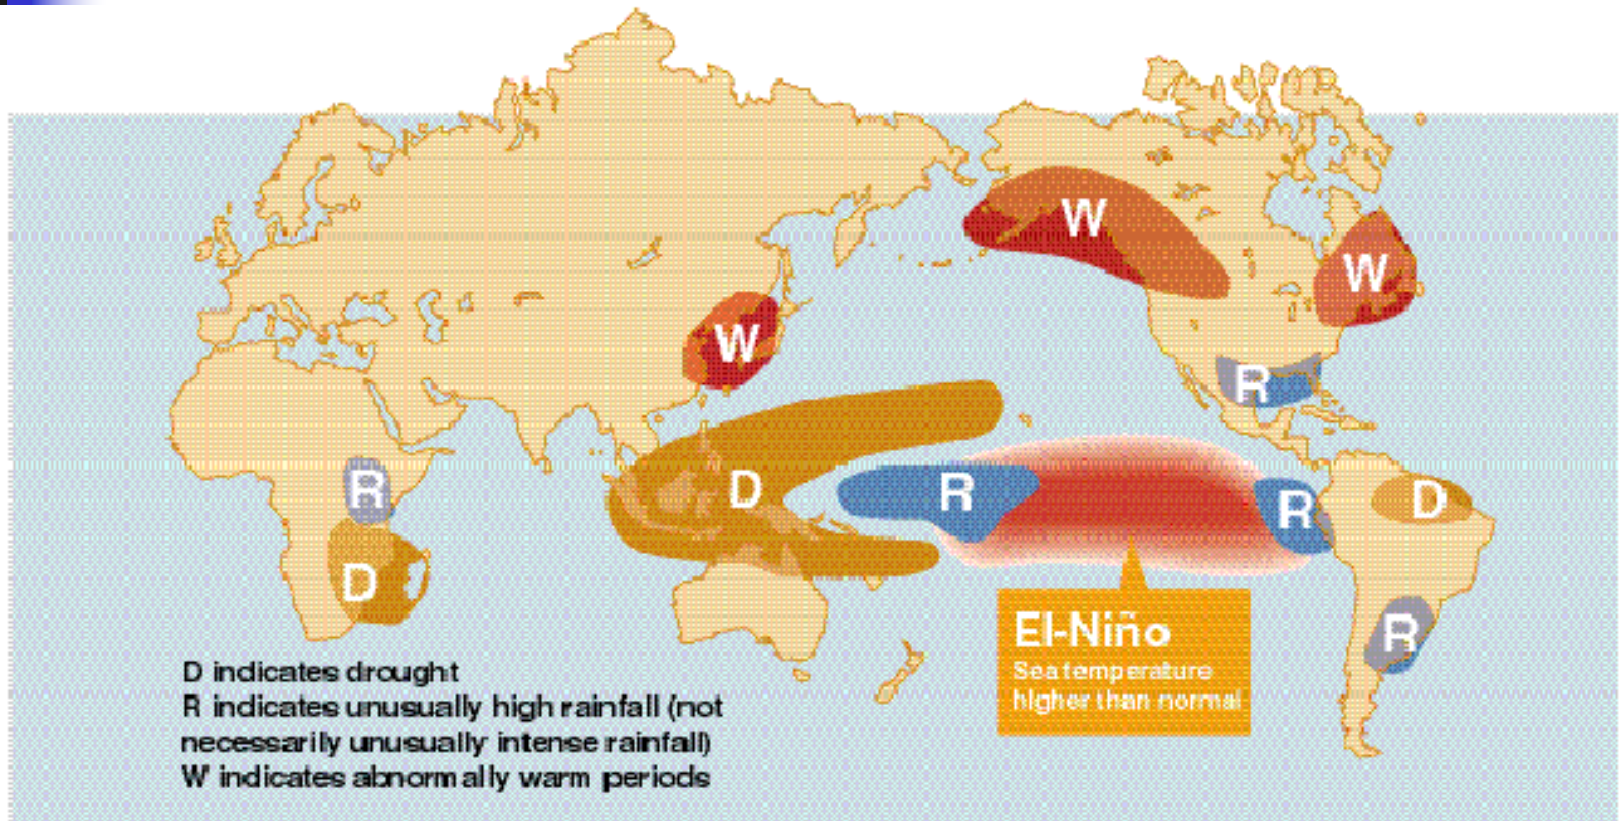 W
W
W
R
R
D
R
R
D
D
R
El-Niño
Sea temperature
higher than normal
D indicates drought
R indicates unusually high rainfall (not
necessarily unusually intense rainfall)
W indicates abnormally warm periods